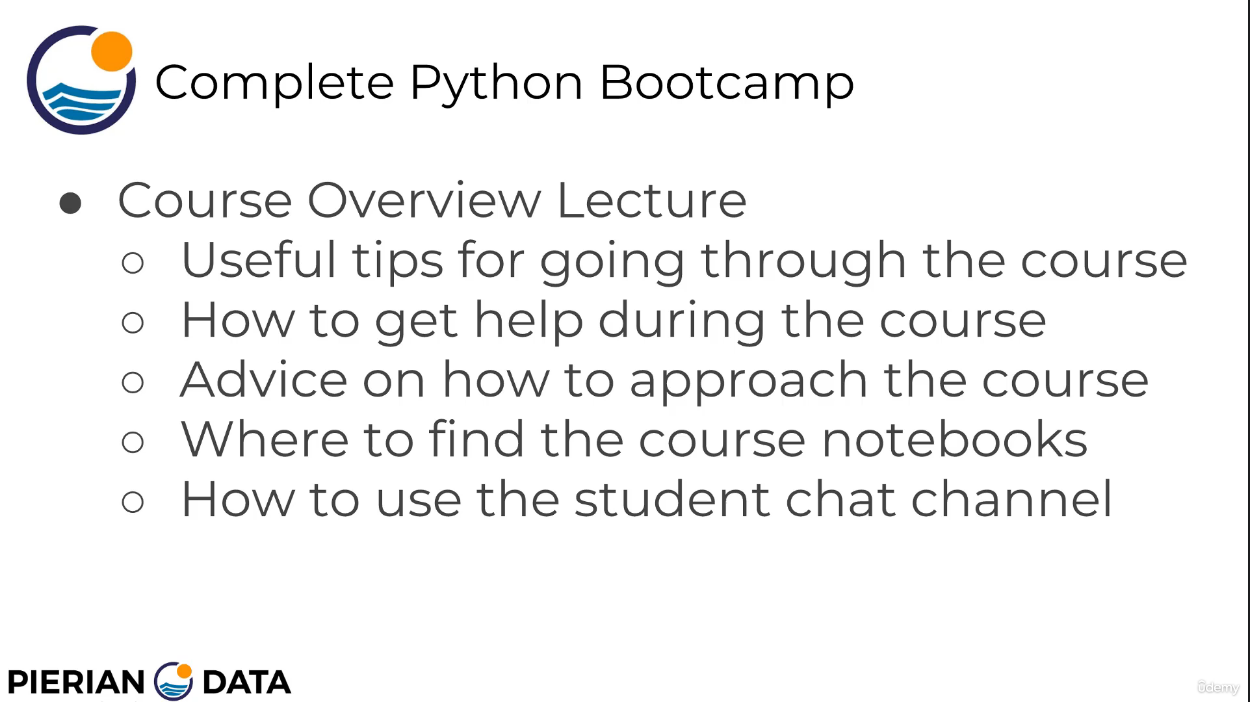 Complete Python Bootcamp
● Course Overview Lecture
○ Useful tips for going through the course
○ How to get help during the course
○ Advice on how to approach the course
○ Where to find the course notebooks
○ How to use the student chat channel
PIERIAN DATA
ûdemy